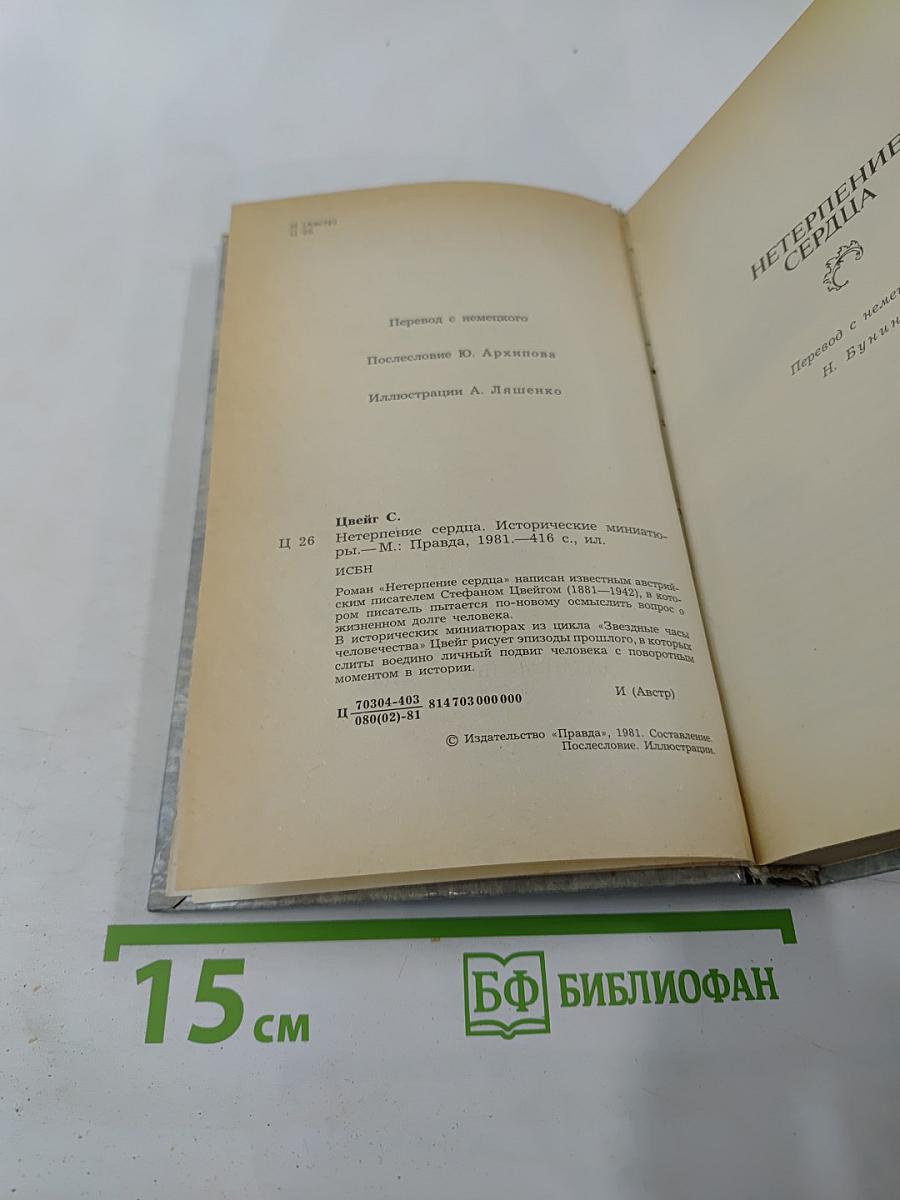 И (Австр)
Ц 26
Перевод с немецкого
Послесловие Ю. Архипова
Иллюстрации А. Ляшенко
Цвейг С.
Ц 26 Нетерпение сердца. Исторические миниатю-
ры.— М.: Правда, 1981.—416 с., ил.
ИСБН
Роман «Нетерпение сердца» написан известным австрий-
ским писателем Стефаном Цвейгом (1881—1942), в кото-
ром писатель пытается по-новому осмыслить вопрос о
жизненном долге человека.
В исторических миниатюрах из цикла «Звездные часы
человечества» Цвейг рисует эпизоды прошлого, в которых
слиты воедино личный подвиг человека с поворотным
моментом в истории.
Ц 70304-403 814703000000
080(02)-81
И (Австр)
© Издательство «Правда», 1981. Составление.
Послесловие. Иллюстрации.
НЕТЕРПЕНИЕ
СЕРДЦА
Перевод с
Н.
15 см
БФ БИБЛИОФАН